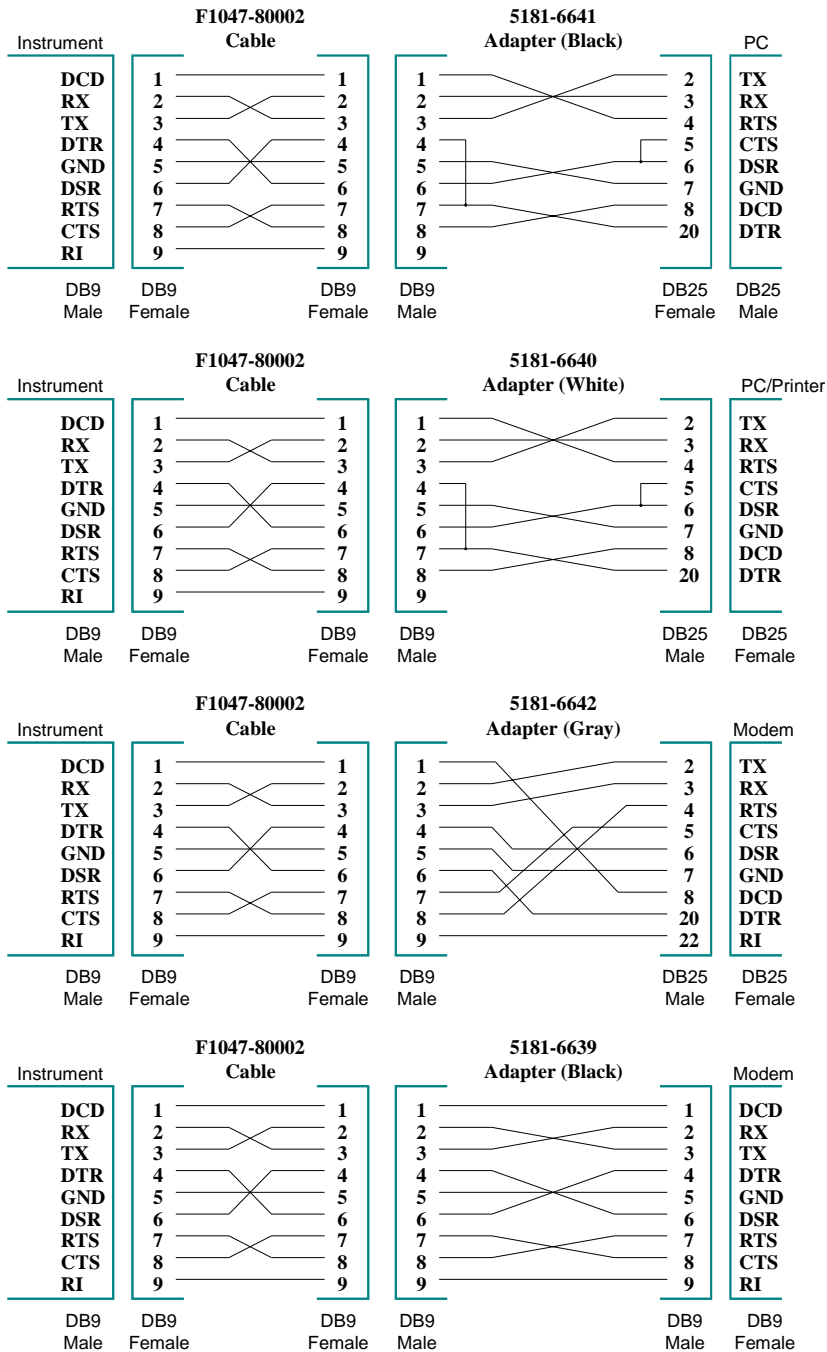 F1047-80002 5181-6641
Instrument Cable Adapter (Black) PC
DCD 1 1 1 2 TX
RX 2 2 2 3 RX
TX 3 3 3 4 RTS
DTR 4 4 4 5 CTS
GND 5 5 5 6 DSR
DSR 6 6 6 7 GND
RTS 7 7 7 8 DCD
CTS 8 8 8 20 DTR
RI 9 9 9
DB9 DB9 DB9 DB9 DB25 DB25
Male Female Female Male Female Male
F1047-80002 5181-6640
Instrument Cable Adapter (White) PC/Printer
DCD 1 1 1 2 TX
RX 2 2 2 3 RX
TX 3 3 3 4 RTS
DTR 4 4 4 5 CTS
GND 5 5 5 6 DSR
DSR 6 6 6 7 GND
RTS 7 7 7 8 DCD
CTS 8 8 8 20 DTR
RI 9 9 9
DB9 DB9 DB9 DB9 DB25 DB25
Male Female Female Male Male Female
F1047-80002 5181-6642
Instrument Cable Adapter (Gray) Modem
DCD 1 1 1 2 TX
RX 2 2 2 3 RX
TX 3 3 3 4 RTS
DTR 4 4 4 5 CTS
GND 5 5 5 6 DSR
DSR 6 6 6 7 GND
RTS 7 7 7 8 DCD
CTS 8 8 8 20 DTR
RI 9 9 9 22 RI
DB9 DB9 DB9 DB9 DB25 DB25
Male Female Female Male Male Female
F1047-80002 5181-6639
Instrument Cable Adapter (Black) Modem
DCD 1 1 1 1 DCD
RX 2 2 2 2 RX
TX 3 3 3 3 TX
DTR 4 4 4 4 DTR
GND 5 5 5 5 GND
DSR 6 6 6 6 DSR
RTS 7 7 7 7 RTS
CTS 8 8 8 8 CTS
RI 9 9 9 9 RI
DB9 DB9 DB9 DB9 DB9 DB9
Male Female Female Male Male Female